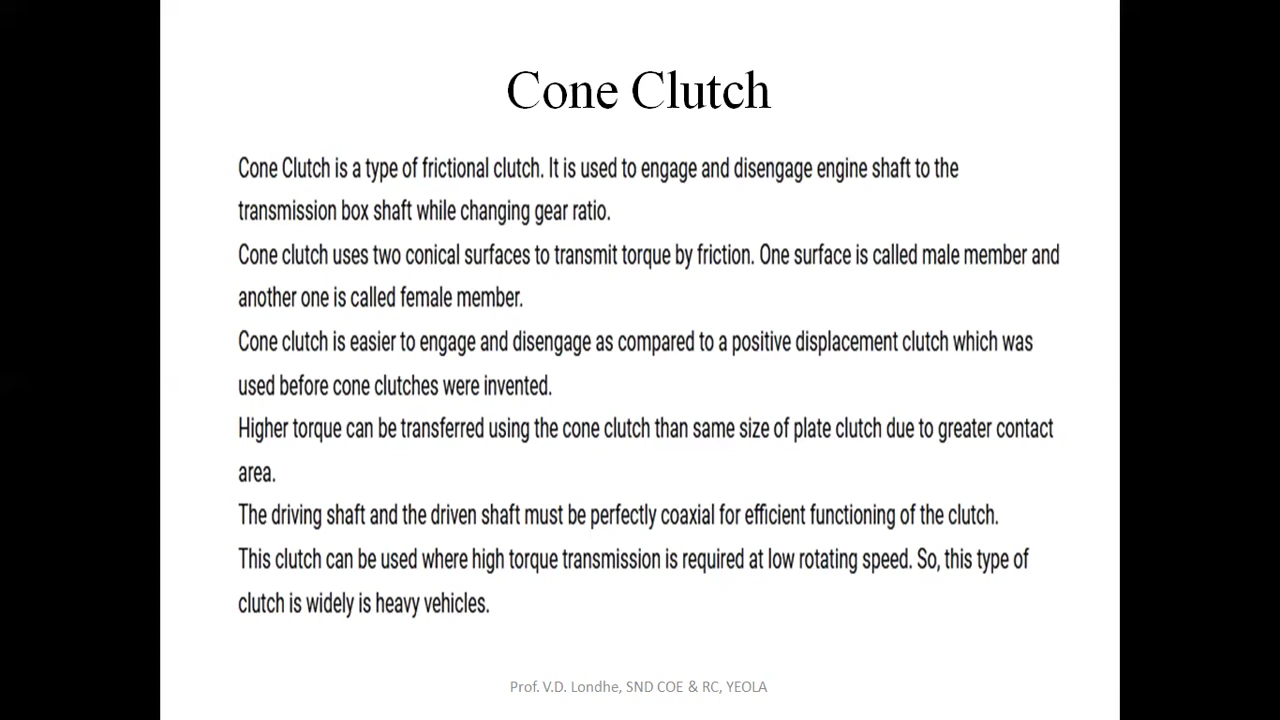 Cone Clutch
Cone Clutch is a type of frictional clutch. It is used to engage and disengage engine shaft to the
transmission box shaft while changing gear ratio.
Cone clutch uses two conical surfaces to transmit torque by friction. One surface is called male member and
another one is called female member.
Cone clutch is easier to engage and disengage as compared to a positive displacement clutch which was
used before cone clutches were invented.
Higher torque can be transferred using the cone clutch than same size of plate clutch due to greater contact
area.
The driving shaft and the driven shaft must be perfectly coaxial for efficient functioning of the clutch.
This clutch can be used where high torque transmission is required at low rotating speed. So, this type of
clutch is widely is heavy vehicles.
Prof. V.D. Londhe, SND COE & RC, YEOLA